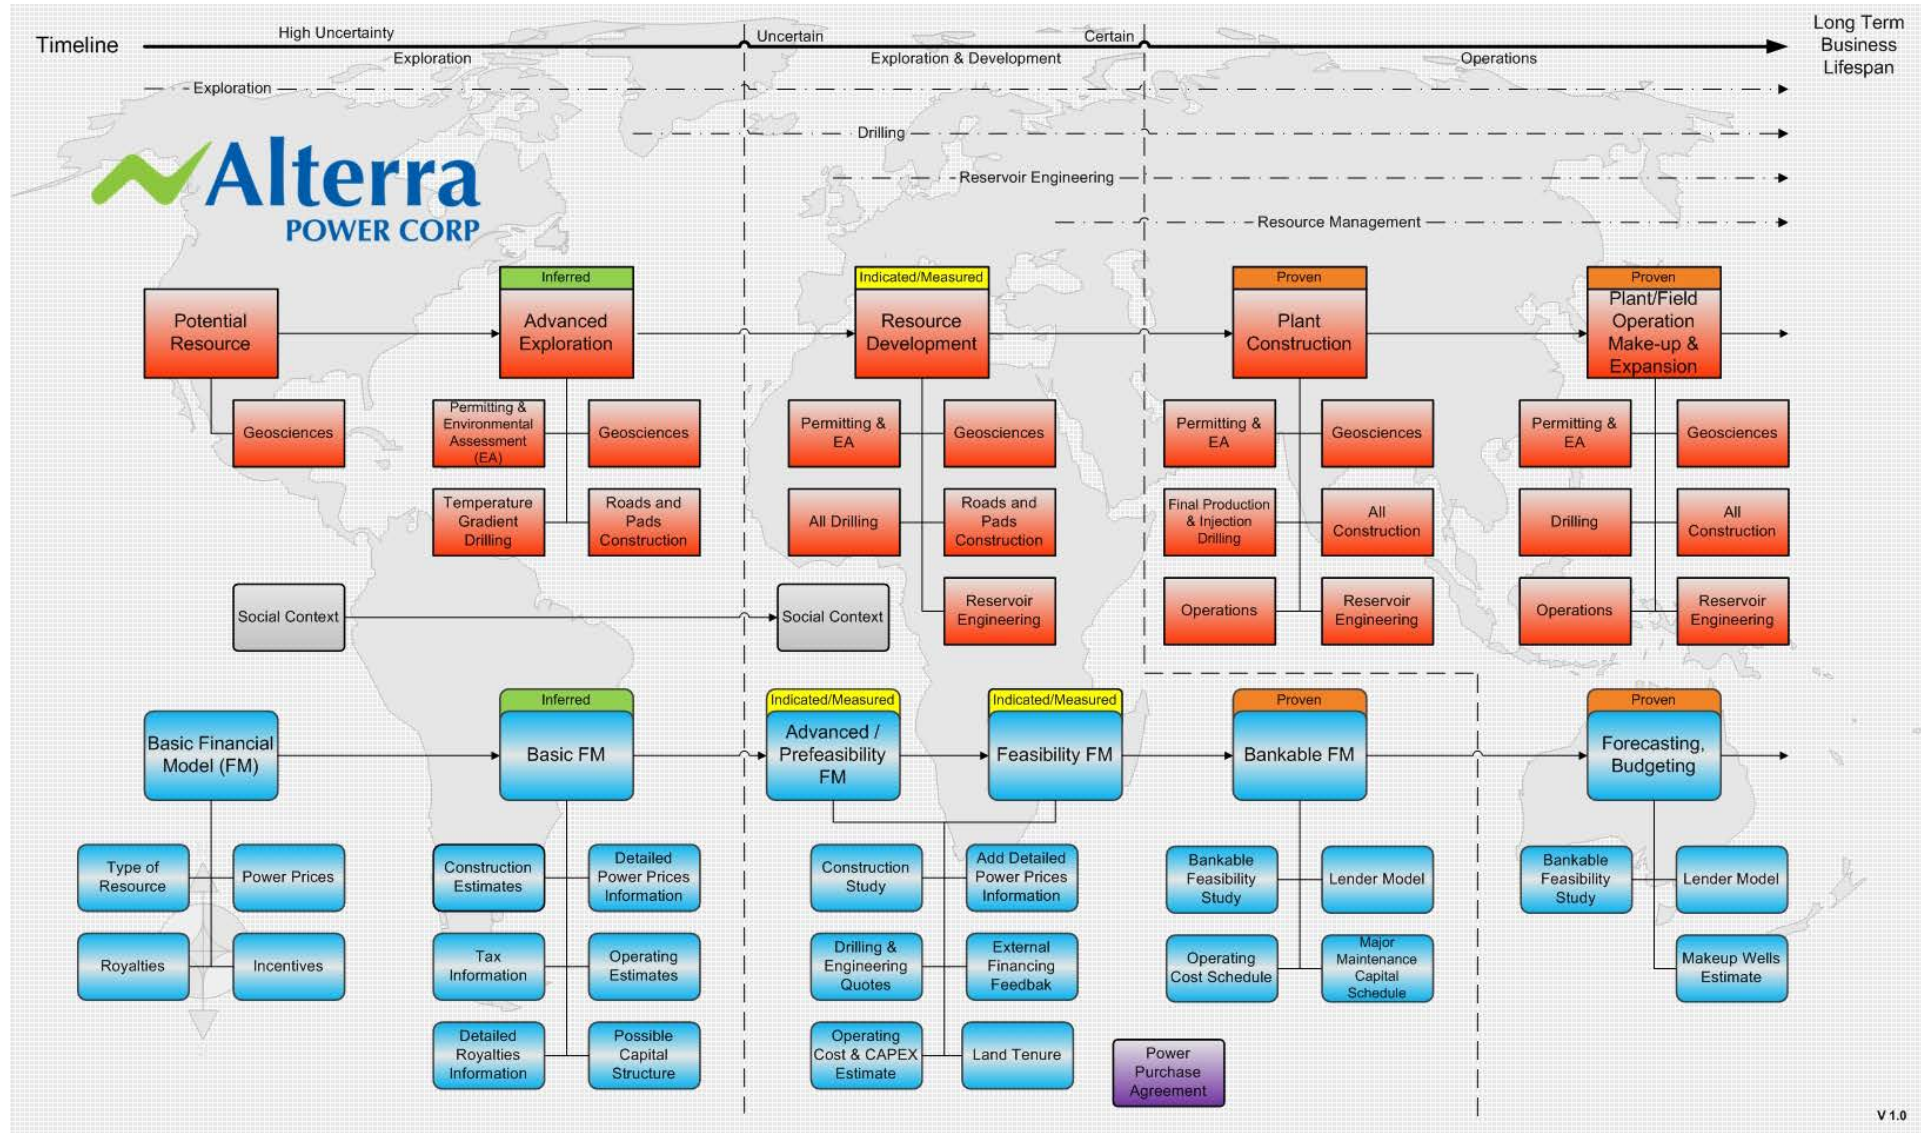 Timeline
High Uncertainty
Uncertain
Certain
Long Term
Business
Lifespan
Exploration
Exploration & Development
Operations
Exploration
Drilling
Reservoir Engineering
Resource Management
Alterra
POWER CORP
Inferred
Indicated/Measured
Proven
Proven
Potential
Resource
Advanced
Exploration
Resource
Development
Plant
Construction
Plant/Field
Operation
Make-up &
Expansion
Geosciences
Permitting &
Environmental
Assessment
(EA)
Geosciences
Permitting &
EA
Geosciences
Permitting &
EA
Geosciences
Permitting &
EA
Geosciences
Temperature
Gradient
Drilling
Roads and
Pads
Construction
All Drilling
Roads and
Pads
Construction
Final Production
& Injection
Drilling
All
Construction
Drilling
All
Construction
Social Context
Social Context
Reservoir
Engineering
Operations
Reservoir
Engineering
Operations
Reservoir
Engineering
Inferred
Indicated/Measured
Indicated/Measured
Proven
Proven
Basic Financial
Model (FM)
Basic FM
Advanced /
Prefeasibility
FM
Feasibility FM
Bankable FM
Forecasting,
Budgeting
Type of
Resource
Power Prices
Construction
Estimates
Detailed
Power Prices
Information
Construction
Study
Add Detailed
Power Prices
Information
Bankable
Feasibility
Study
Lender Model
Bankable
Feasibility
Study
Lender Model
Royalties
Incentives
Tax
Information
Operating
Estimates
Drilling &
Engineering
Quotes
External
Financing
Feedbak
Operating
Cost Schedule
Major
Maintenance
Capital
Schedule
Makeup Wells
Estimate
Detailed
Royalties
Information
Possible
Capital
Structure
Operating
Cost & CAPEX
Estimate
Land Tenure
Power
Purchase
Agreement
V 1.0